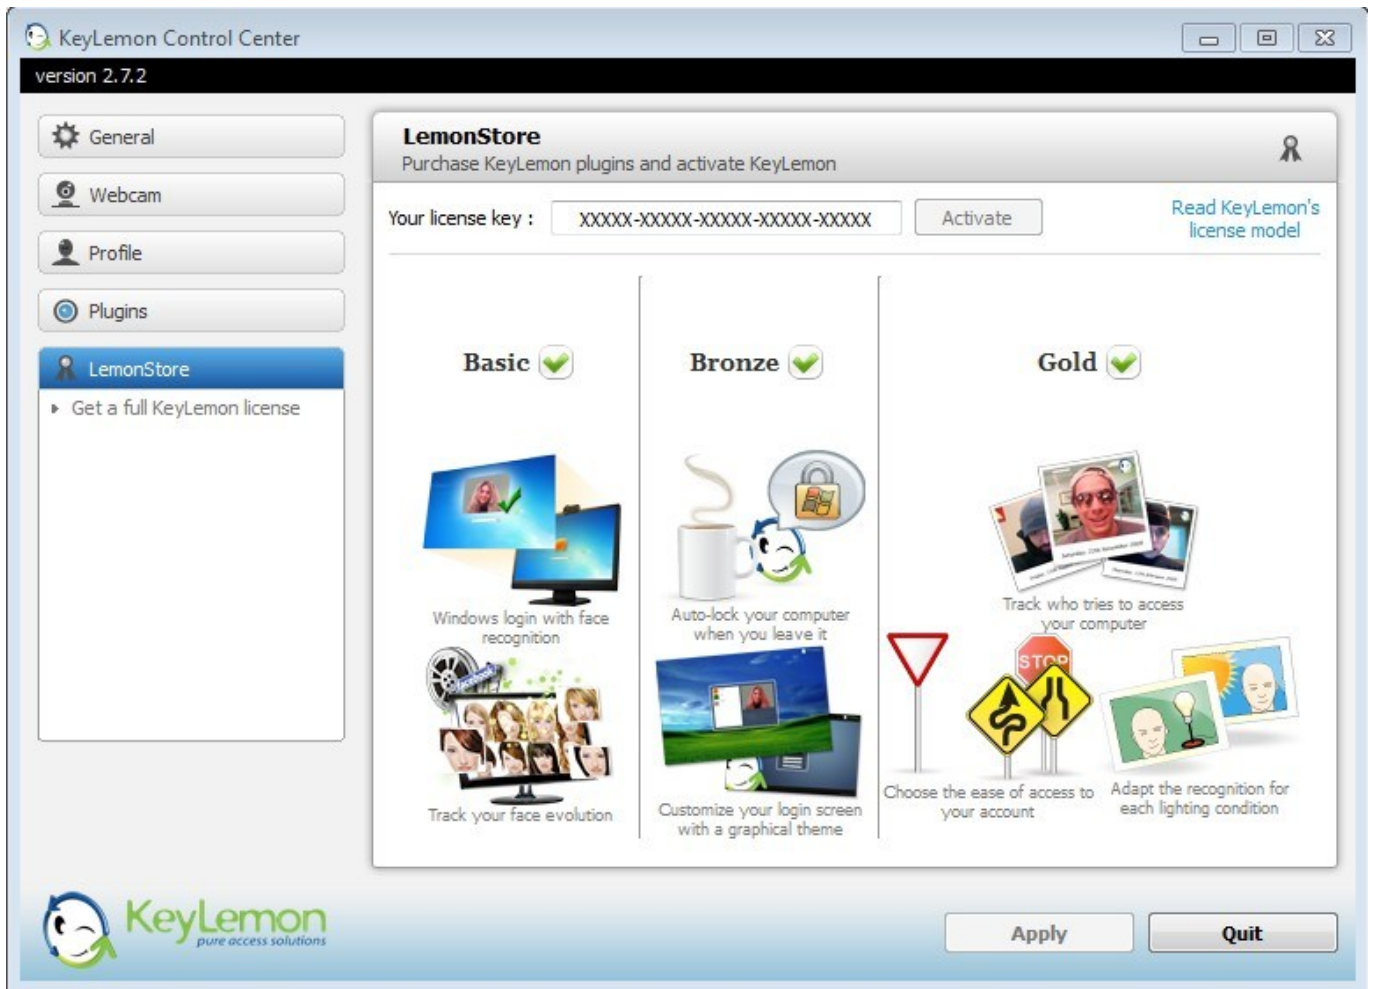 KeyLemon Control Center
version 2.7.2
General
Webcam
Profile
Plugins
LemonStore
Get a full KeyLemon license
LemonStore
Purchase KeyLemon plugins and activate KeyLemon
Your license key :
XXXXX-XXXXX-XXXXX-XXXXX-XXXXX
Activate
Read KeyLemon's
license model
Basic
Windows login with face
recognition
facebook
Track your face evolution
Bronze
Auto-lock your computer
when you leave it
Customize your login screen
with a graphical theme
Gold
Track who tries to access
your computer
STOP
Choose the ease of access to
your account
Adapt the recognition for
each lighting condition
KeyLemon
pure access solutions
Apply
Quit